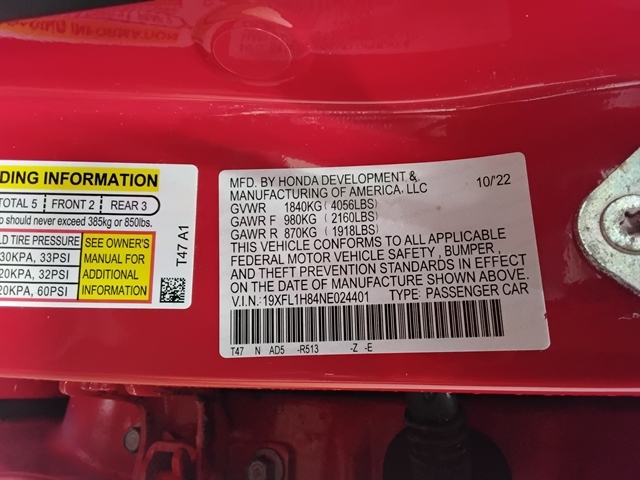 DING INFORMATION
TOTAL 5 FRONT 2 REAR 3
o should never exceed 385kg or 850lbs.
LD TIRE PRESSURE
30KPA, 33PSI
20KPA, 32PSI
20KPA, 60PSI
SEE OWNER'S
MANUAL FOR
ADDITIONAL
INFORMATION
T47 A1
MFD. BY HONDA DEVELOPMENT &
MANUFACTURING OF AMERICA, LLC 10/'22
GVWR 1840KG (4056LBS)
GAWR F 980KG (2160LBS)
GAWR R 870KG (1918LBS)
THIS VEHICLE CONFORMS TO ALL APPLICABLE
FEDERAL MOTOR VEHICLE SAFETY, BUMPER,
AND THEFT PREVENTION STANDARDS IN EFFECT
ON THE DATE OF MANUFACTURE SHOWN ABOVE.
V.I.N.: 19XFL1H84NE024401 TYPE: PASSENGER CAR
T47 N AD5 -R513 -Z -E